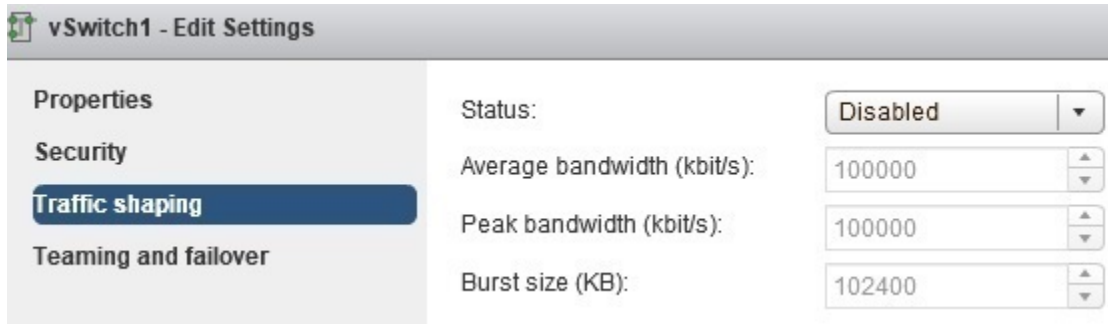 vSwitch1 - Edit Settings
Properties
Security
Traffic shaping
Teaming and failover
Status: Disabled
Average bandwidth (kbit/s): 100000
Peak bandwidth (kbit/s): 100000
Burst size (KB): 102400